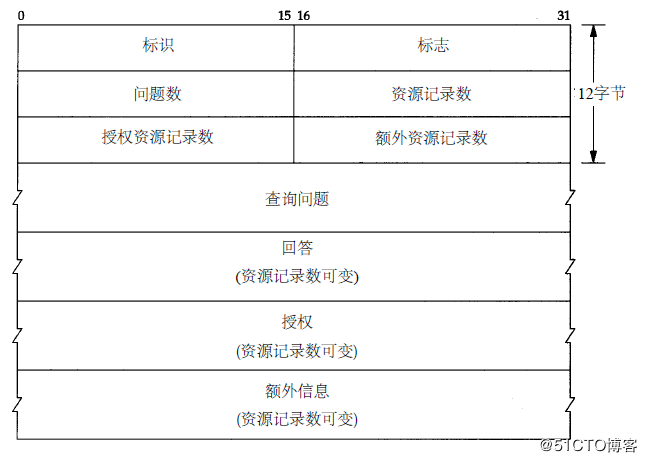 0 15 16 31
标识 标志
问题数 资源记录数 12字节
授权资源记录数 额外资源记录数
查询问题
回答
(资源记录数可变)
授权
(资源记录数可变)
额外信息
(资源记录数可变)
@51CTO博客